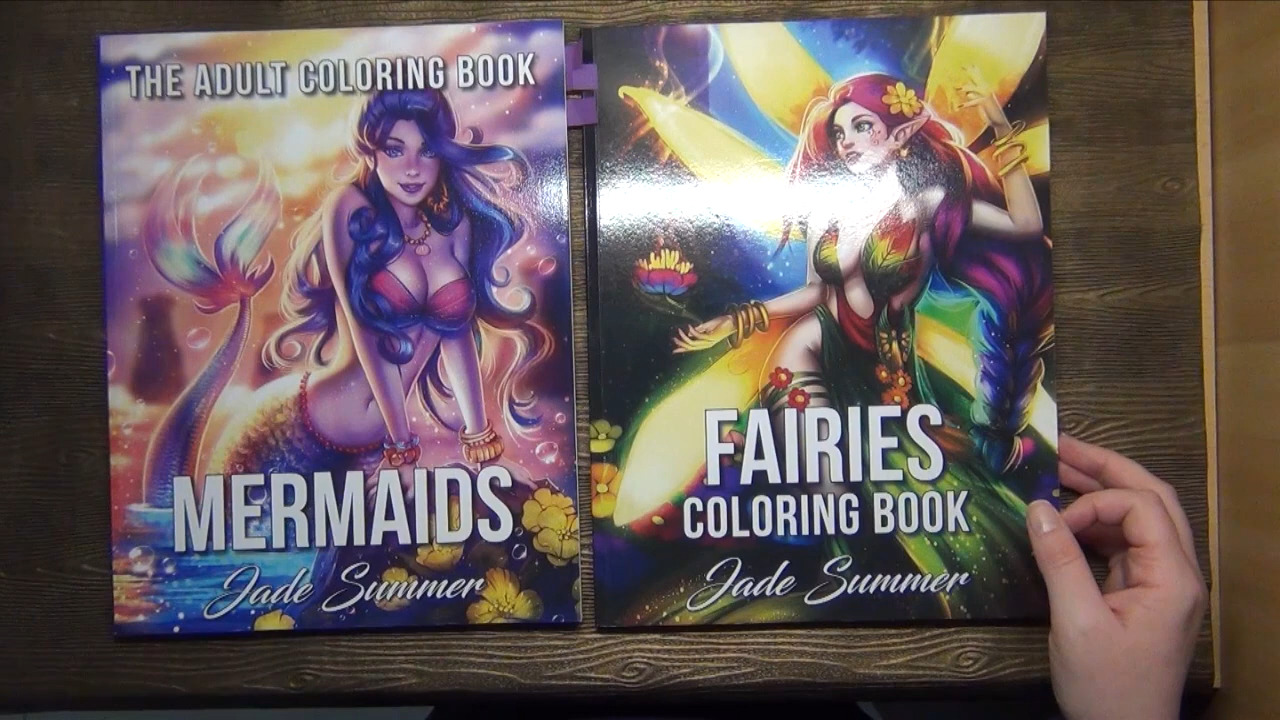 THE ADULT COLORING BOOK
MERMAIDS
Jade Summer
FAIRIES
COLORING BOOK
Jade Summer